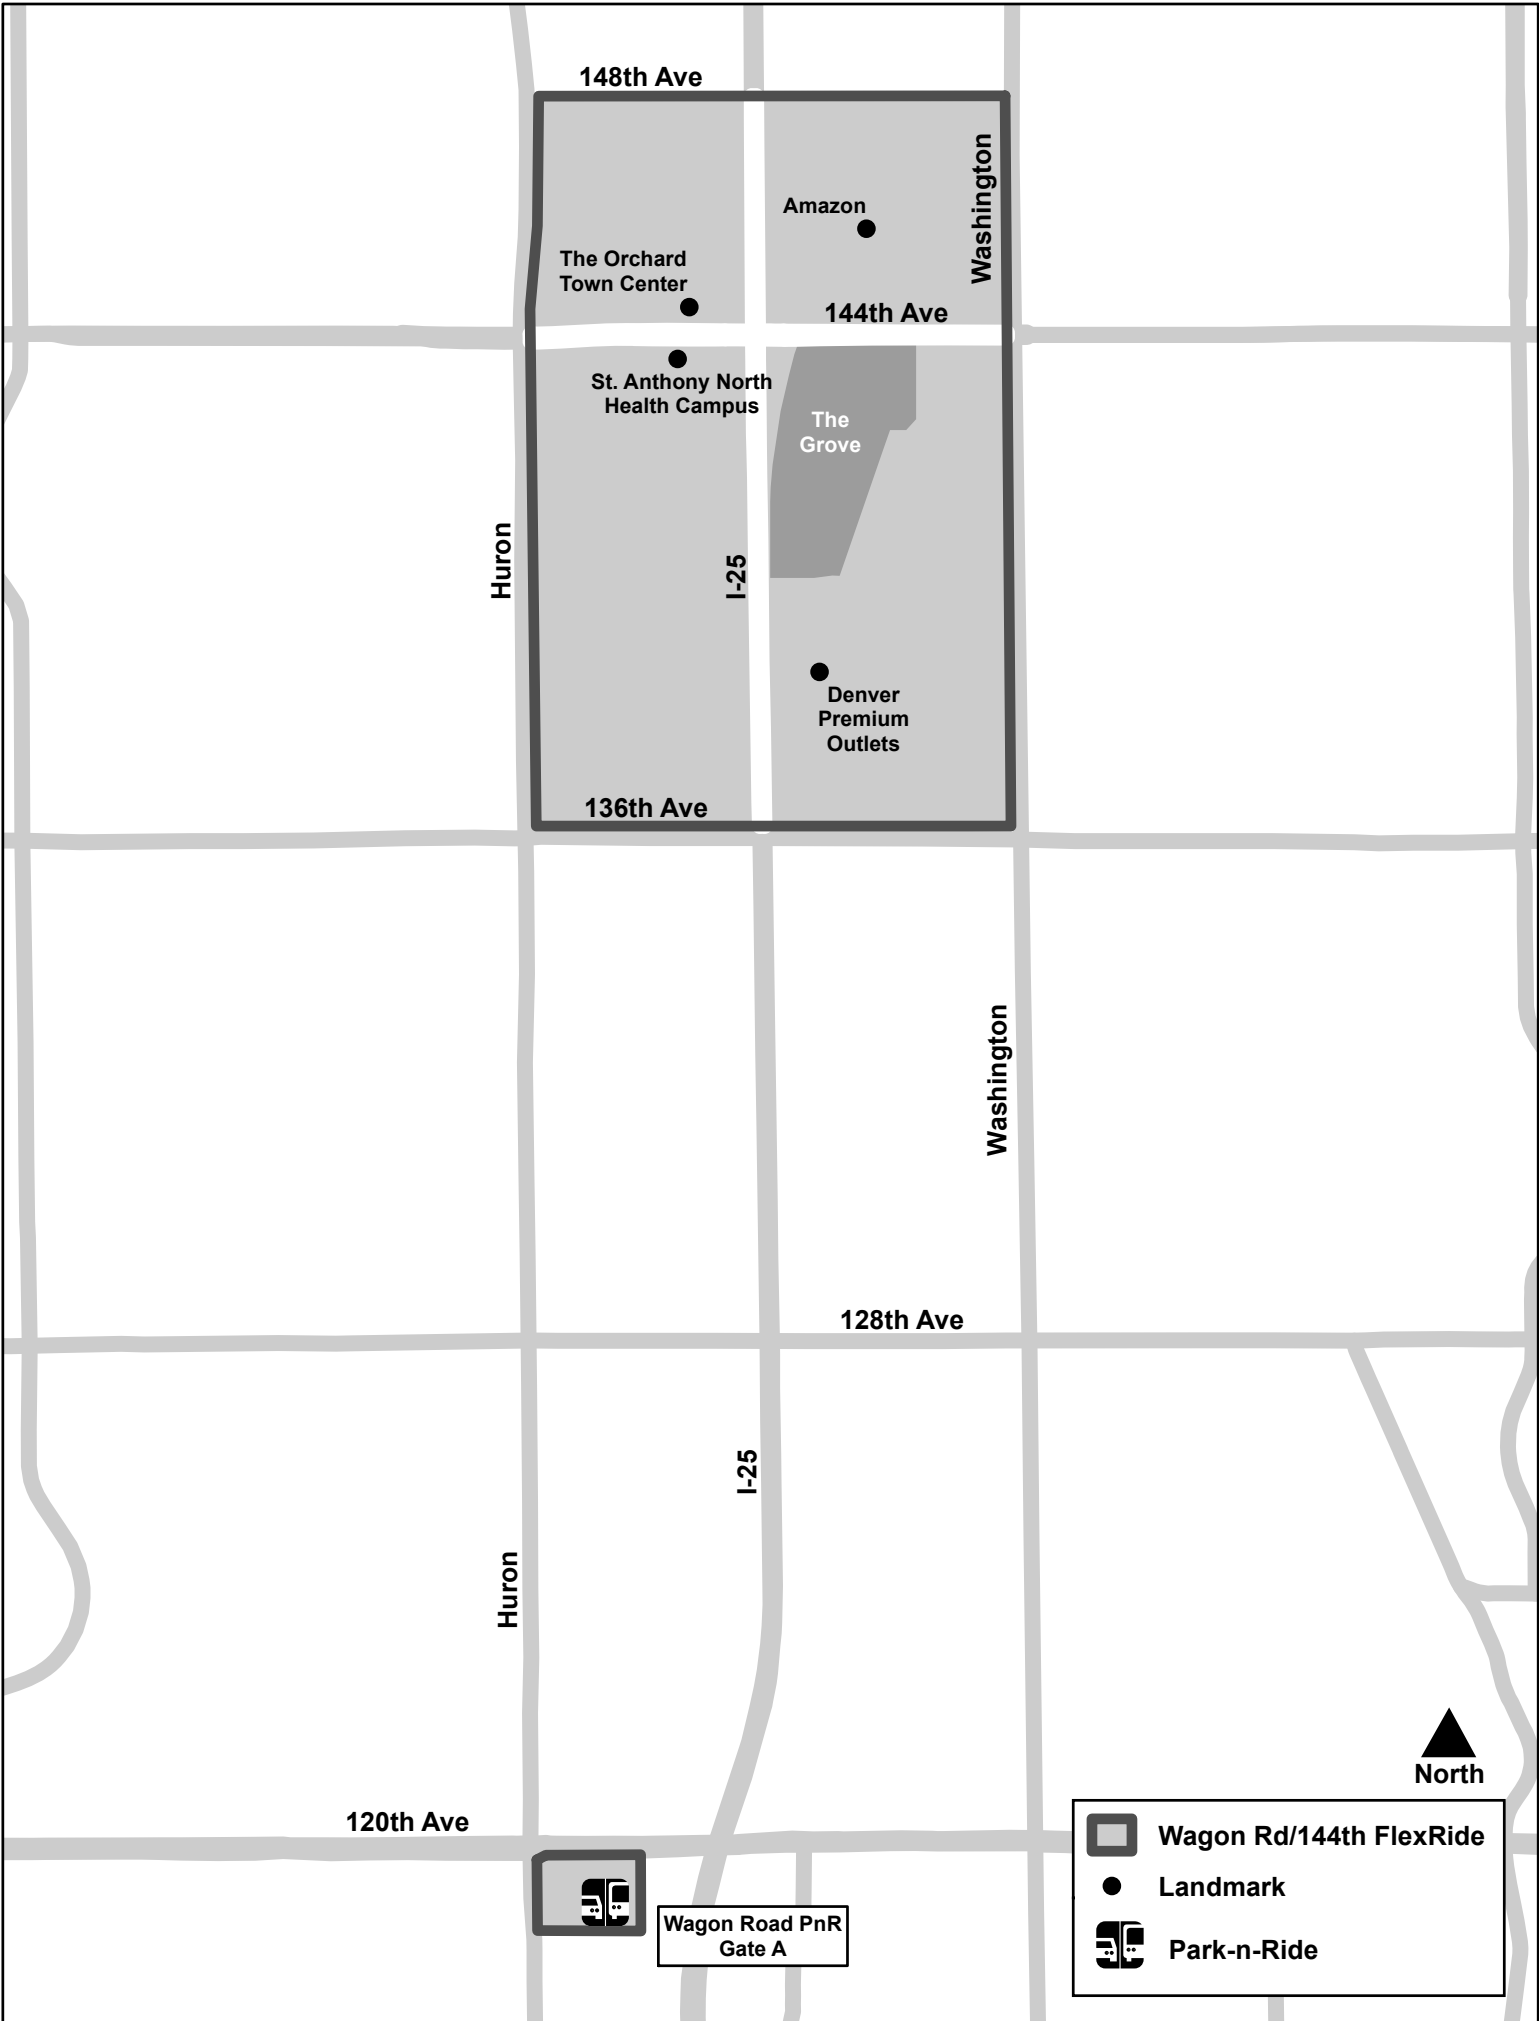 148th Ave
Washington
Amazon
The Orchard
Town Center
144th Ave
St. Anthony North
Health Campus
The
Grove
Huron
I-25
Denver
Premium
Outlets
136th Ave
Washington
128th Ave
I-25
Huron
North
120th Ave
Wagon Rd/144th FlexRide
Landmark
Park-n-Ride
Wagon Road PnR
Gate A